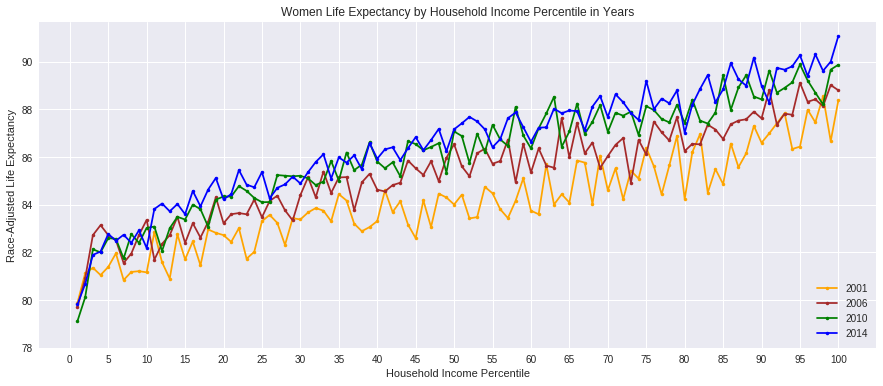 Women Life Expectancy by Household Income Percentile in Years
Race-Adjusted Life Expectancy
90
88
86
84
82
80
78
0 5 10 15 20 25 30 35 40 45 50 55 60 65 70 75 80 85 90 95 100
Household Income Percentile
2001
2006
2010
2014